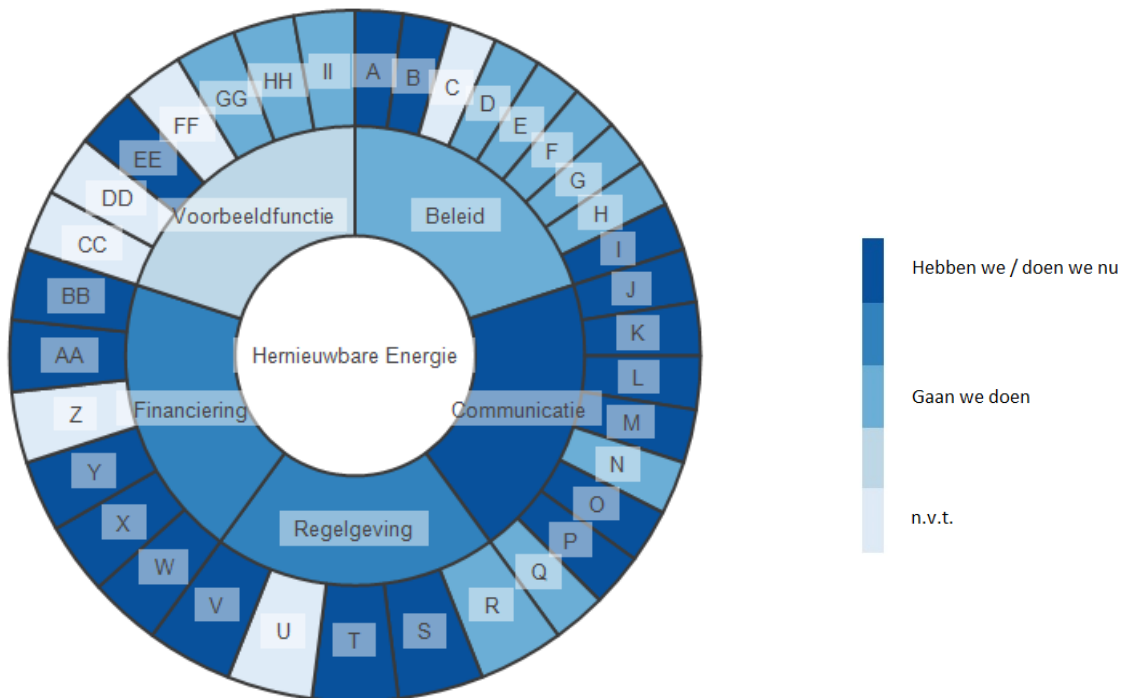 Hernieuwbare Energie
Beleid
Communicatie
Regelgeving
Financiering
Voorbeeldfunctie
A
B
C
D
E
F
G
H
I
J
K
L
M
N
O
P
Q
R
S
T
U
V
W
X
Y
Z
AA
BB
CC
DD
EE
FF
GG
HH
II
Hebben we / doen we nu
Gaan we doen
n.v.t.